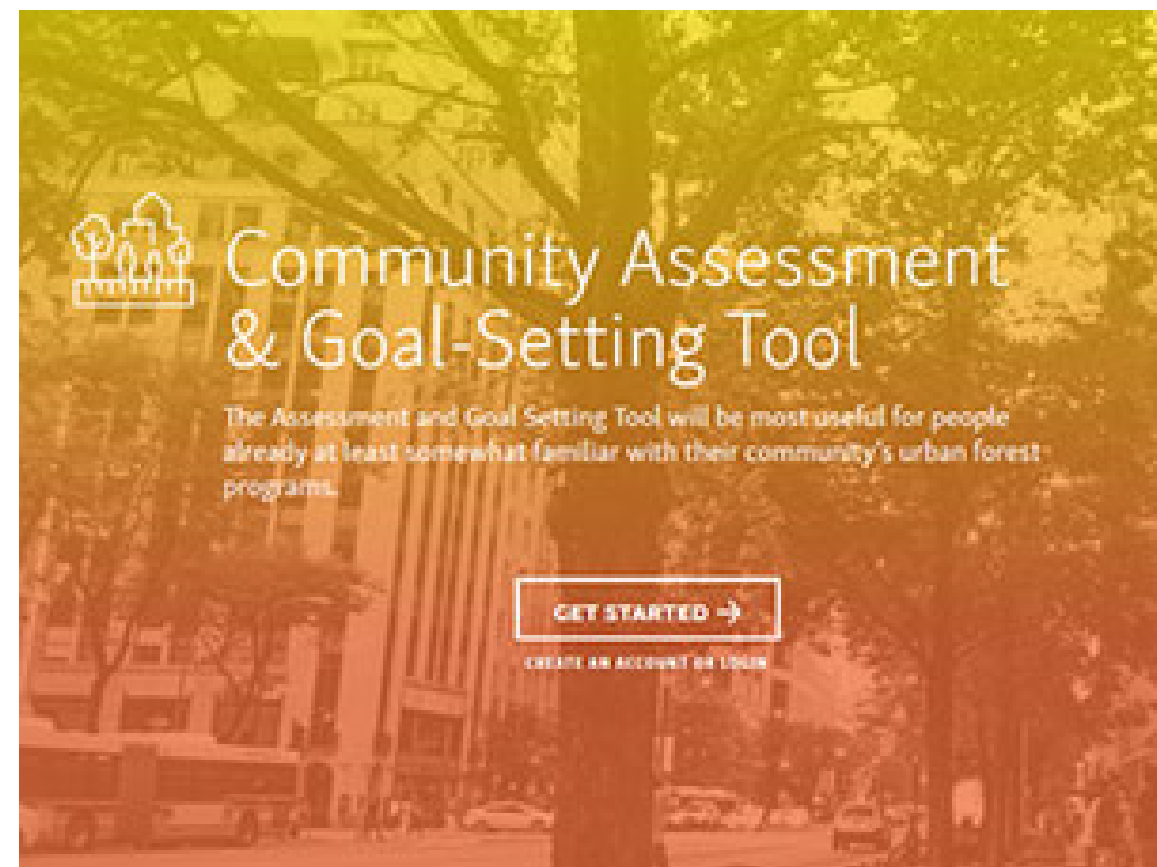 Community Assessment
& Goal-Setting Tool
The Assessment and Goal Setting Tool will be most useful for people
already at least somewhat familiar with their community's urban forest
programs.
GET STARTED →
CREATE AN ACCOUNT OR LOGIN